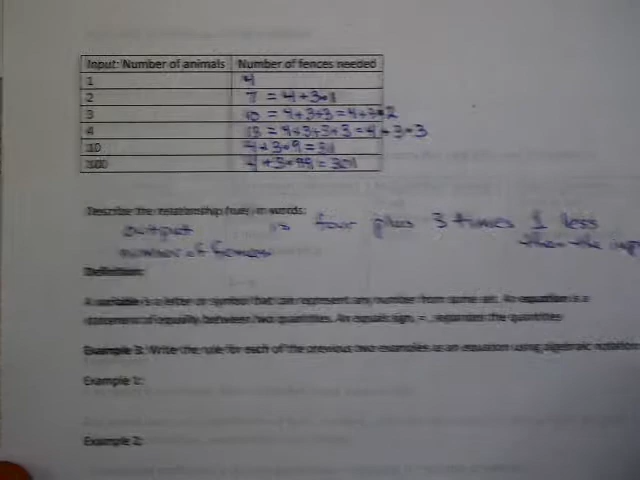 Input: Number of animals Number of fences needed
1 4
2 7 = 4+3•1
3 10 = 4+3+3 = 4+3•2
4 13 = 4+3+3+3 = 4+3•3
10 4+3•9 = 31
100 4+3•99 = 301
Describe the relationship (rule) in words:
output is four plus 3 times 1 less
number of fences than the inp
Definition:
A variable is a letter or symbol that can represent any number from some set. An equation is a
statement of equality between two quantities. An equals sign, = , separates the quantities
Example 3: Write the rule for each of the previous two examples as an equation using algebraic notation
Example 1:
Example 2: